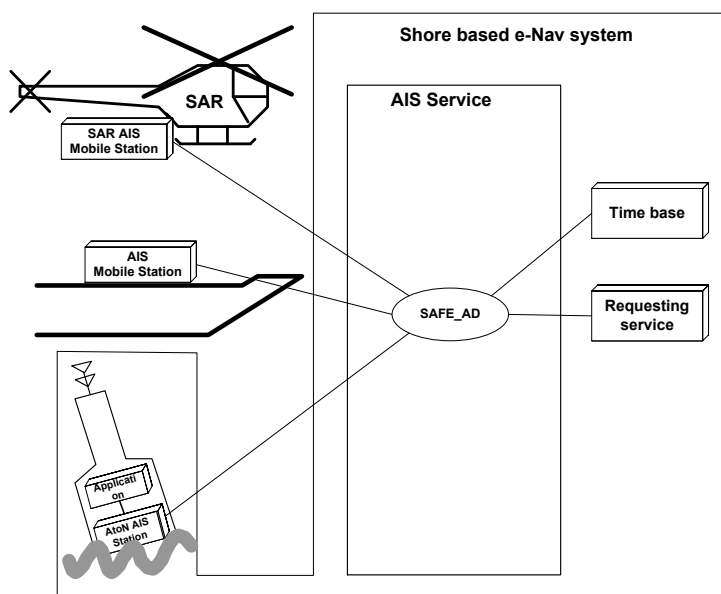 Shore based e-Nav system
AIS Service
SAR
SAR AIS
Mobile Station
Time base
AIS
Mobile Station
SAFE_AD
Requesting
service
Applicati
on
AtoN AIS
Station